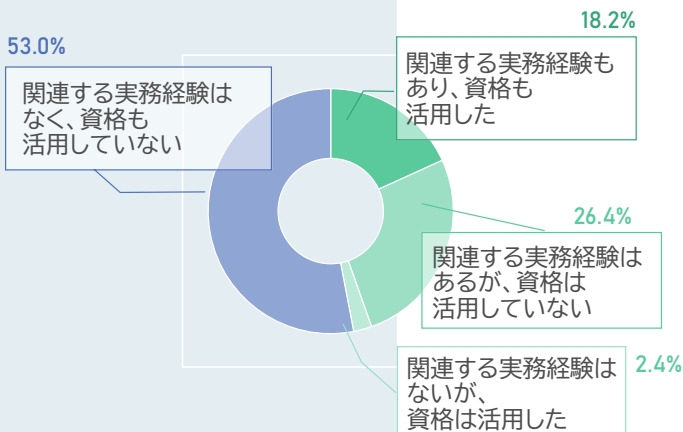 53.0%
関連する実務経験は
なく、資格も
活用していない
18.2%
関連する実務経験も
あり、資格も
活用した
26.4%
関連する実務経験は
あるが、資格は
活用していない
2.4%
関連する実務経験は
ないが、
資格は活用した